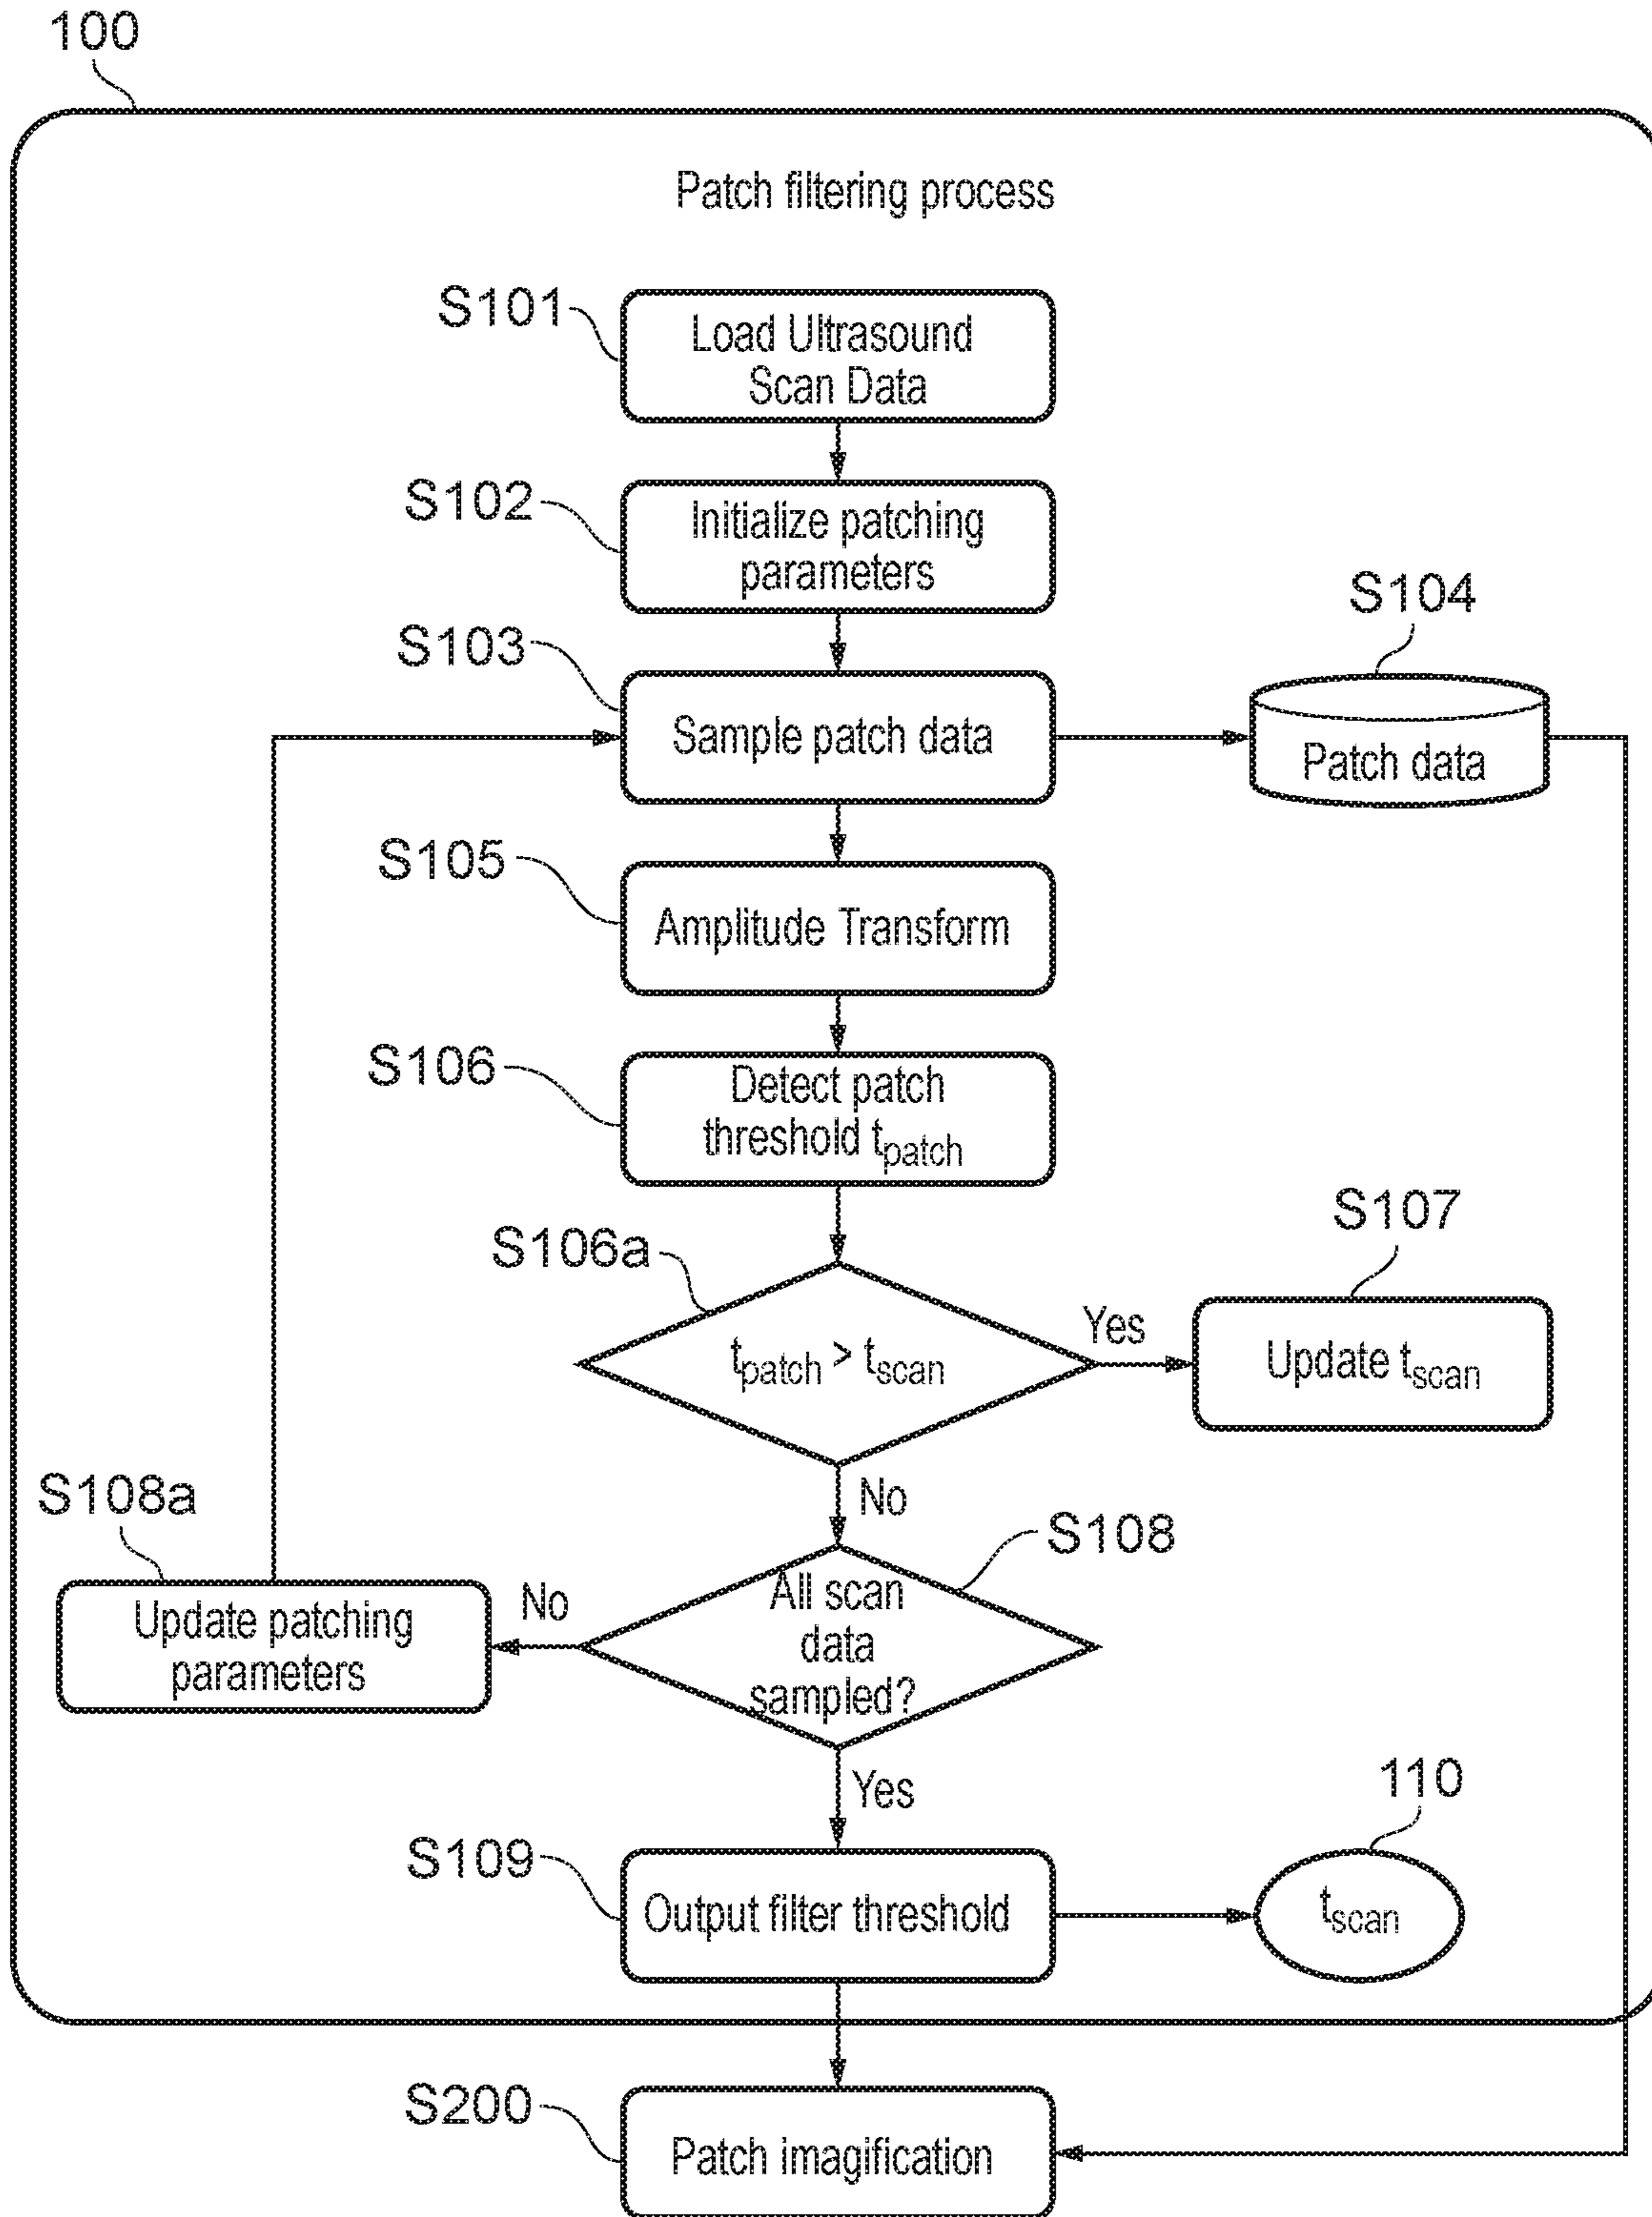 100
Patch filtering process
S101
Load Ultrasound
Scan Data
S102
Initialize patching
parameters
S103
Sample patch data
S104
Patch data
S105
Amplitude Transform
S106
Detect patch
threshold tpatch
S106a
tpatch > tscan
Yes
S107
Update tscan
No
S108a
Update patching
parameters
No
S108
All scan
data
sampled?
Yes
S109
Output filter threshold
110
tscan
S200
Patch imagification